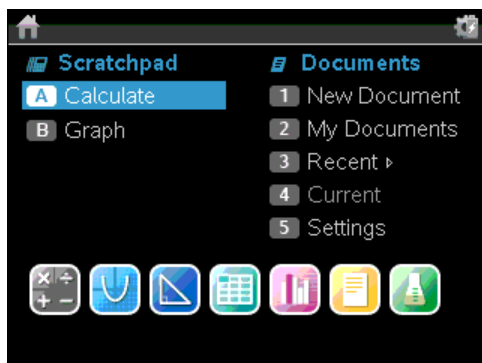 Scratchpad
A Calculate
B Graph
Documents
1 New Document
2 My Documents
3 Recent ▹
4 Current
5 Settings